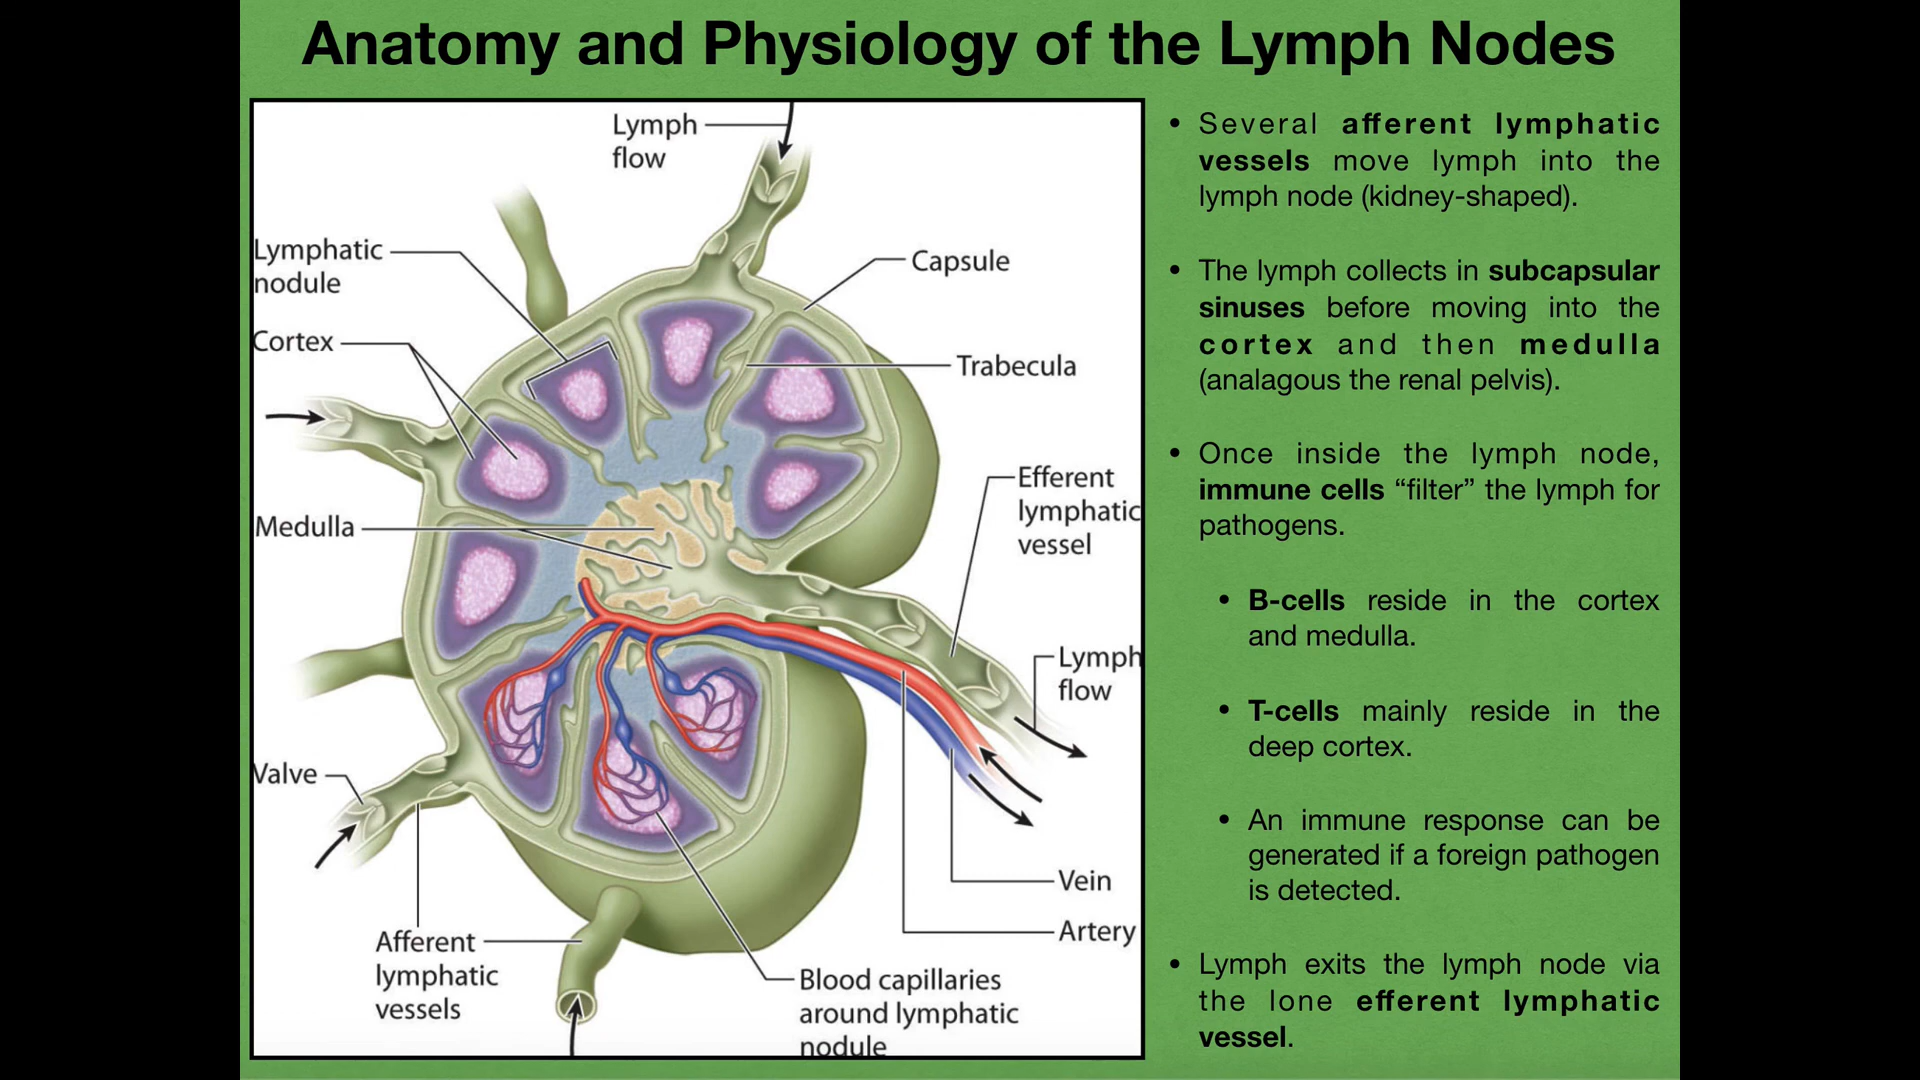 Anatomy and Physiology of the Lymph Nodes
Lymph
flow
Lymphatic
nodule
Cortex
Capsule
Trabecula
Medulla
Efferent
lymphatic
vessel
Lymph
flow
Valve
Vein
Artery
Afferent
lymphatic
vessels
Blood capillaries
around lymphatic
nodule
• Several afferent lymphatic
vessels move lymph into the
lymph node (kidney-shaped).
• The lymph collects in subcapsular
sinuses before moving into the
cortex and then medulla
(analagous the renal pelvis).
• Once inside the lymph node,
immune cells “filter” the lymph for
pathogens.
• B-cells reside in the cortex
and medulla.
• T-cells mainly reside in the
deep cortex.
• An immune response can be
generated if a foreign pathogen
is detected.
• Lymph exits the lymph node via
the lone efferent lymphatic
vessel.